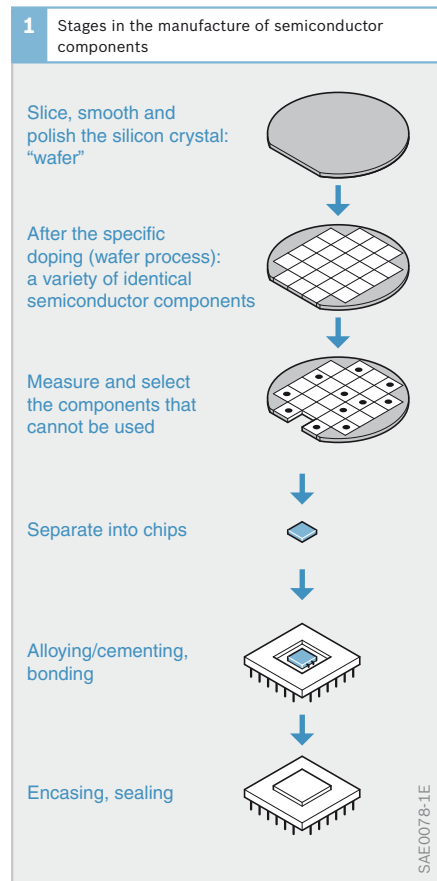 1
Stages in the manufacture of semiconductor
components
Slice, smooth and
polish the silicon crystal:
“wafer”
After the specific
doping (wafer process):
a variety of identical
semiconductor components
Measure and select
the components that
cannot be used
Separate into chips
Alloying/cementing,
bonding
Encasing, sealing
SAE0078-1E